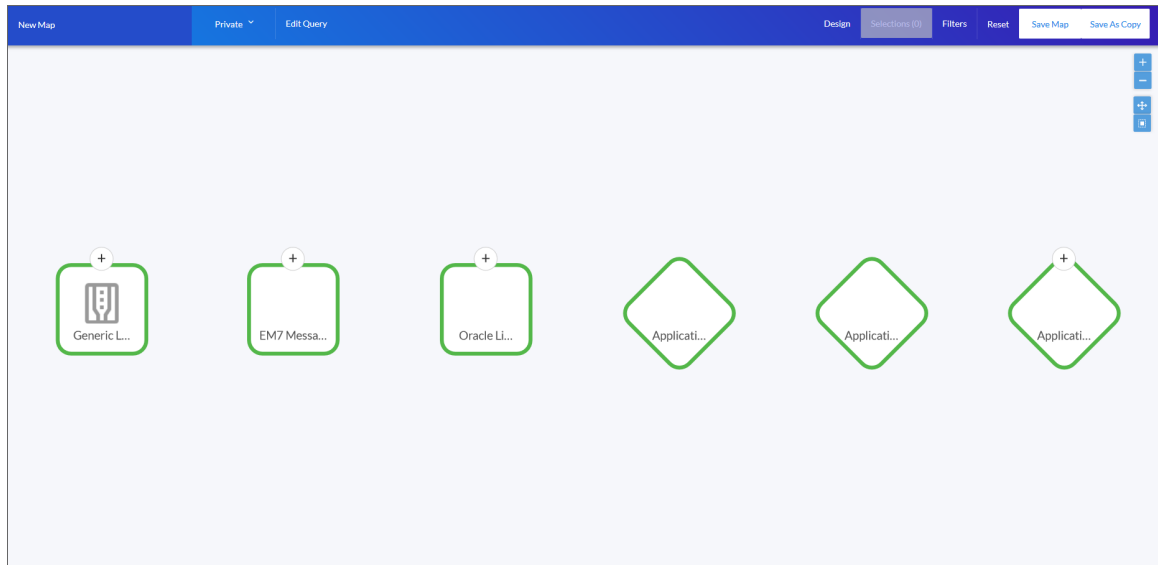 New Map Private Edit Query Design Selections (0) Filters Reset Save Map Save As Copy
+
−
+ + + +
Generic L... EM7 Messa... Oracle Li... Applicati... Applicati... Applicati...